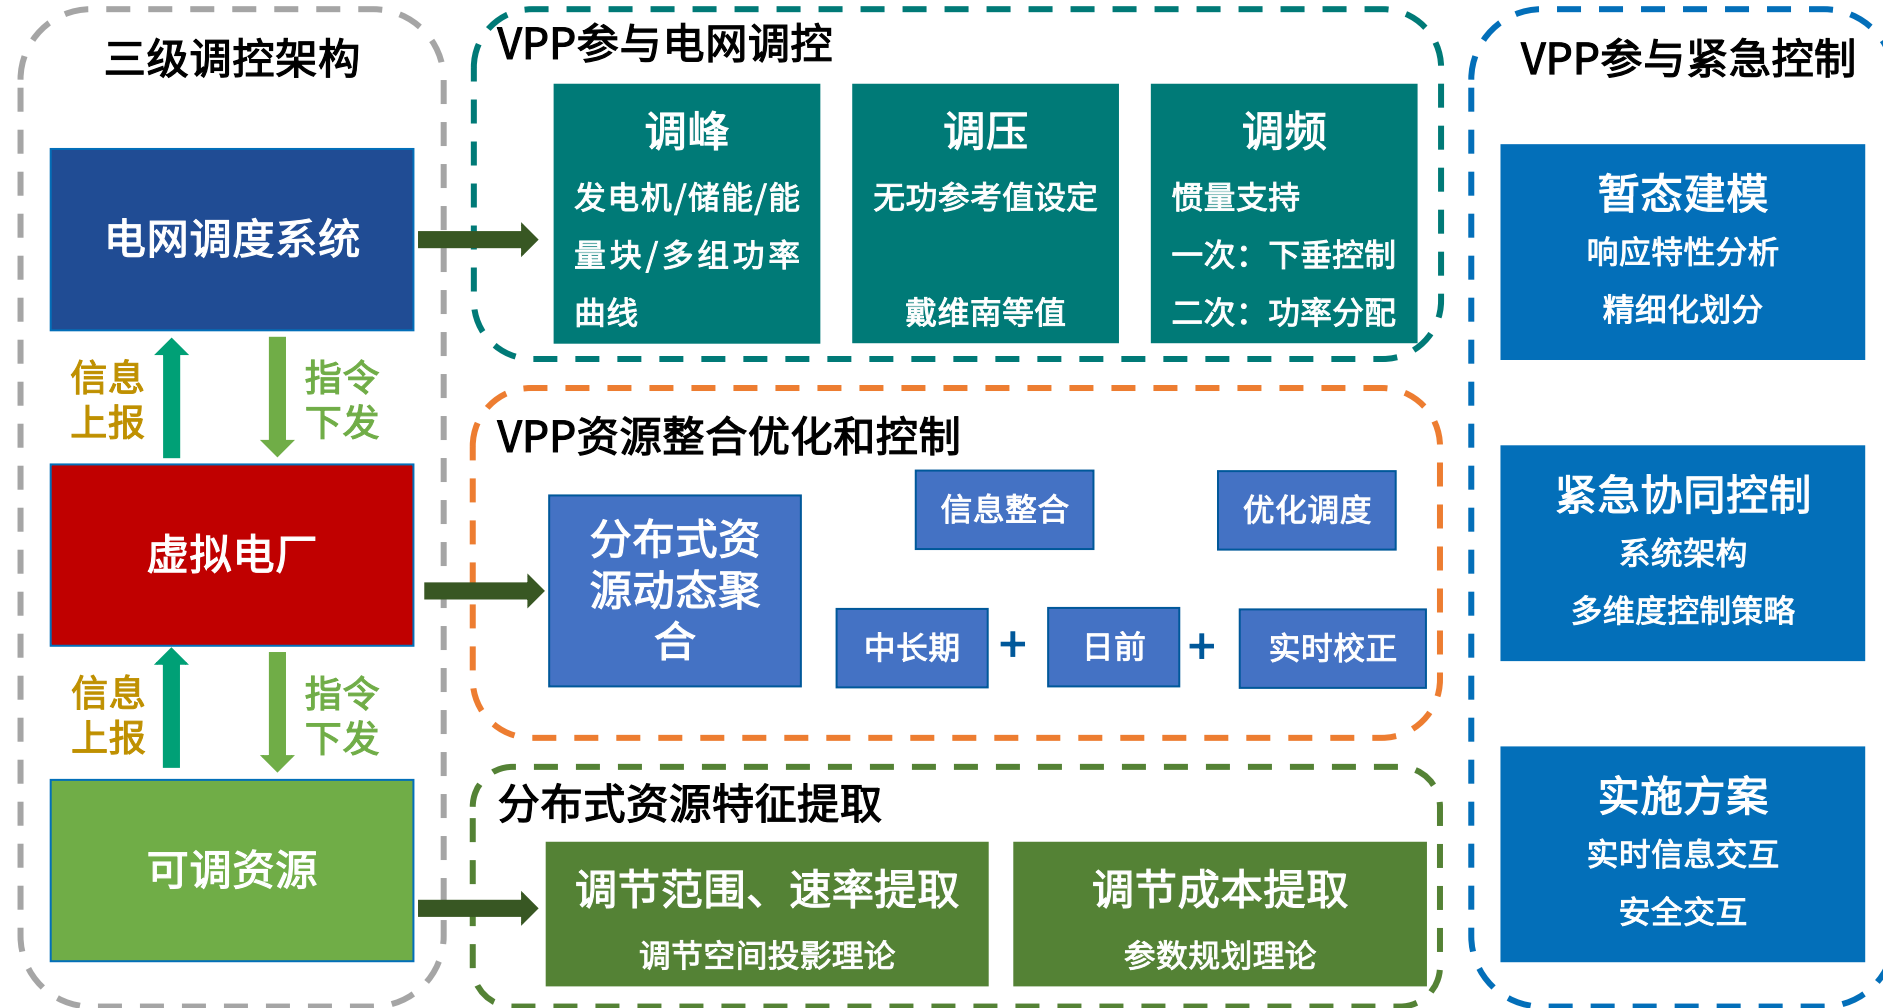 三级调控架构
电网调度系统
信息
上报
指令
下发
虚拟电厂
信息
上报
指令
下发
可调资源
VPP参与电网调控
调峰
发电机/储能/能
量块/多组功率
曲线
调压
无功参考值设定
戴维南等值
调频
惯量支持
一次：下垂控制
二次：功率分配
VPP资源整合优化和控制
分布式资
源动态聚
合
信息整合
优化调度
中长期
+
日前
+
实时校正
分布式资源特征提取
调节范围、速率提取
调节空间投影理论
调节成本提取
参数规划理论
VPP参与紧急控制
暂态建模
响应特性分析
精细化划分
紧急协同控制
系统架构
多维度控制策略
实施方案
实时信息交互
安全交互